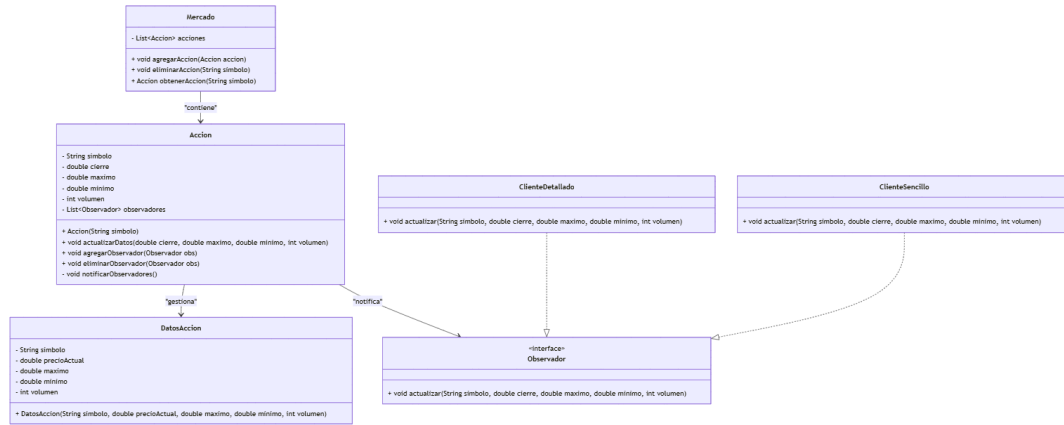 Mercado
- List<Accion> acciones
+ void agregarAccion(Accion accion)
+ void eliminarAccion(String simbolo)
+ Accion obtenerAccion(String simbolo)
"contiene"
Accion
- String simbolo
- double cierre
- double maximo
- double minimo
- int volumen
- List<Observador> observadores
+ Accion(String simbolo)
+ void actualizarDatos(double cierre, double maximo, double minimo, int volumen)
+ void agregarObservador(Observador obs)
+ void eliminarObservador(Observador obs)
- void notificarObservadores()
ClienteDetallado
+ void actualizar(String simbolo, double cierre, double maximo, double minimo, int volumen)
ClienteSencillo
+ void actualizar(String simbolo, double cierre, double maximo, double minimo, int volumen)
"gestiona"
"notifica"
DatosAccion
- String simbolo
- double precioActual
- double maximo
- double minimo
- int volumen
+ DatosAccion(String simbolo, double precioActual, double maximo, double minimo, int volumen)
«interface»
Observador
+ void actualizar(String simbolo, double cierre, double maximo, double minimo, int volumen)